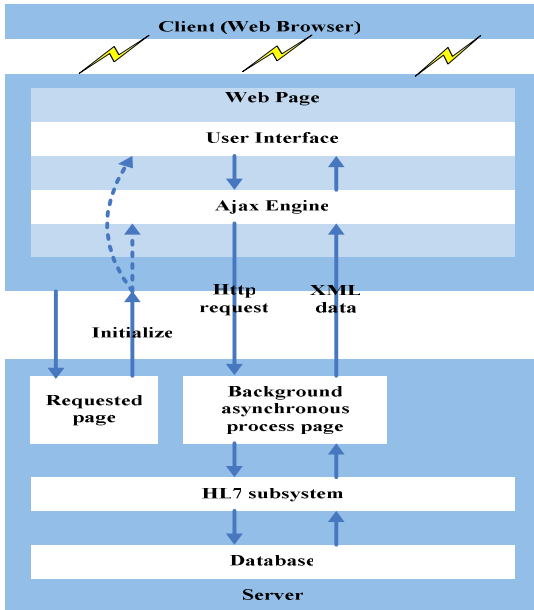 Client (Web Browser)
Web Page
User Interface
Ajax Engine
Http
request
XML
data
Initialize
Requested
page
Background
asynchronous
process page
HL7 subsystem
Database
Server